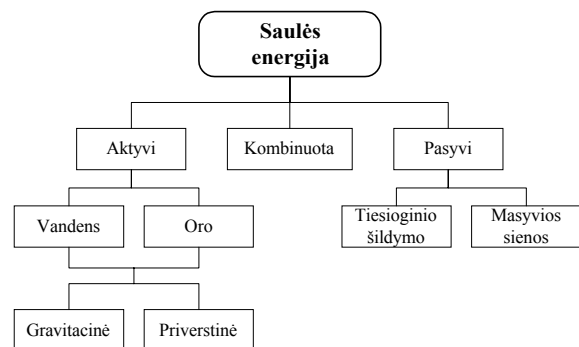 Saulės
energija
Aktyvi
Kombinuota
Pasyvi
Vandens
Oro
Tiesioginio
šildymo
Masyvios
sienos
Gravitacinė
Priverstinė